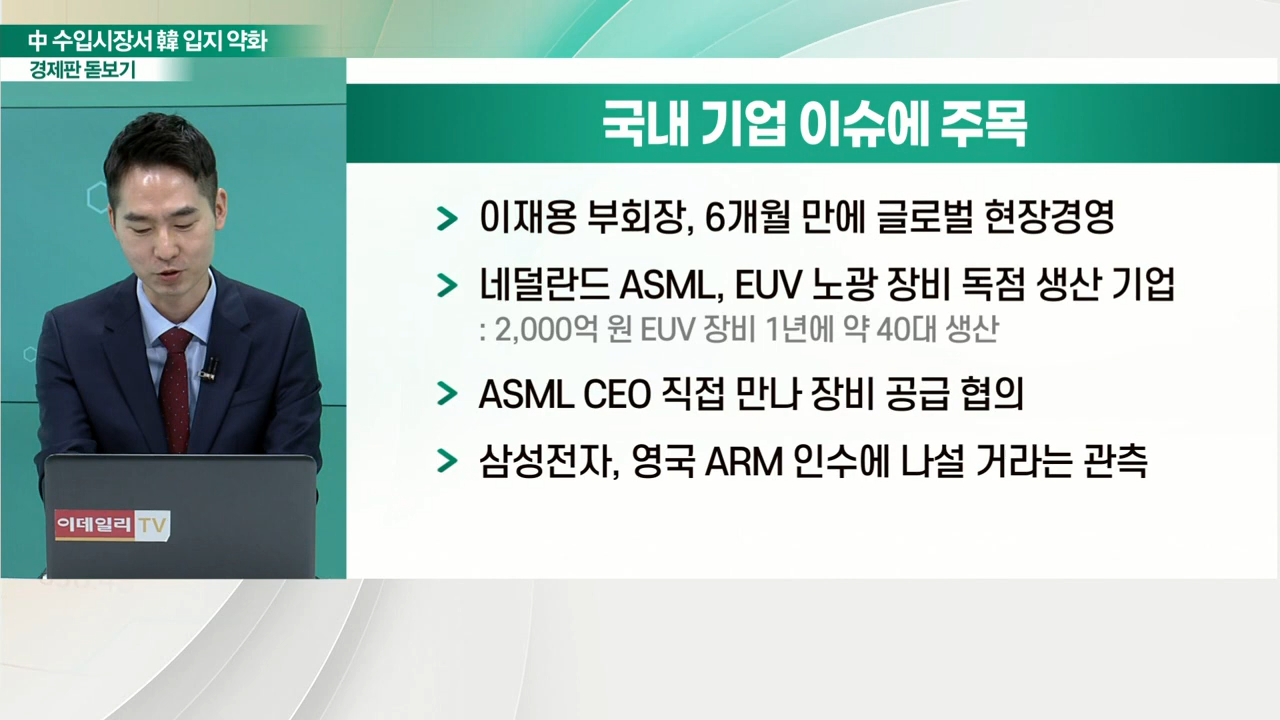 中 수입시장서 韓 입지 약화
경제판 돋보기
국내 기업 이슈에 주목
> 이재용 부회장, 6개월 만에 글로벌 현장경영
> 네덜란드 ASML, EUV 노광 장비 독점 생산 기업
: 2,000억 원 EUV 장비 1년에 약 40대 생산
> ASML CEO 직접 만나 장비 공급 협의
> 삼성전자, 영국 ARM 인수에 나설 거라는 관측
이데일리 TV